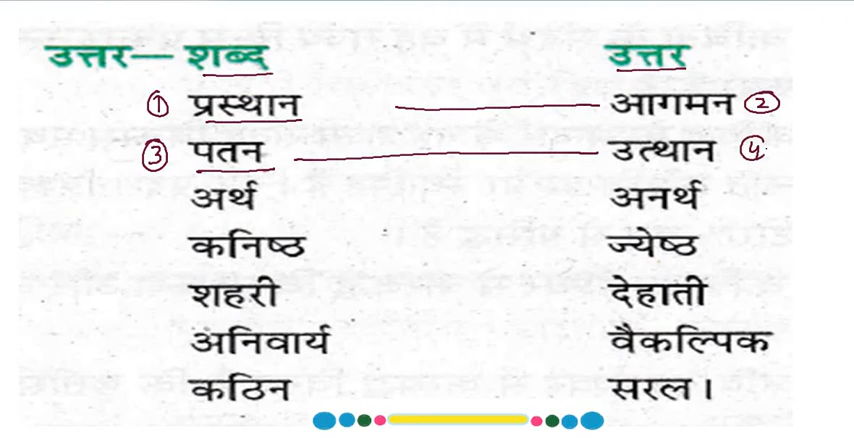 उत्तर— शब्द उत्तर
① प्रस्थान आगमन ②
③ पतन उत्थान ④
अर्थ अनर्थ
कनिष्ठ ज्येष्ठ
शहरी देहाती
अनिवार्य वैकल्पिक
कठिन सरल।